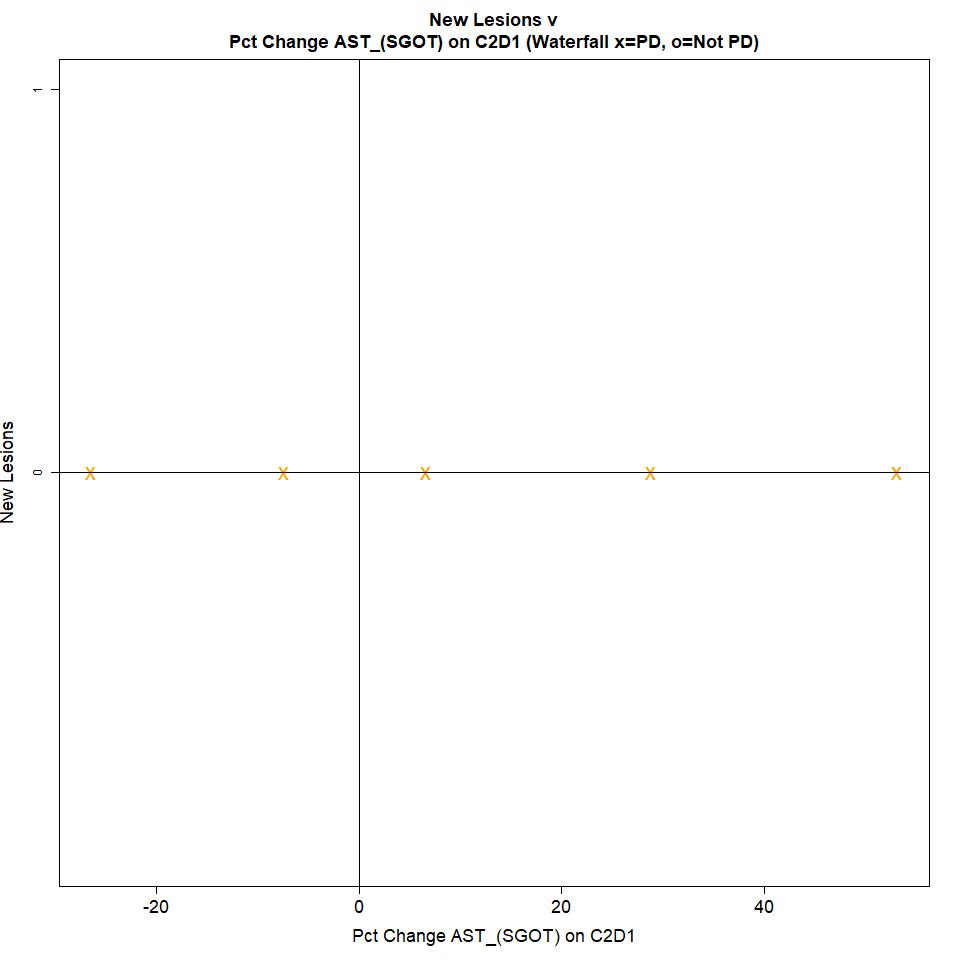 New Lesions v
Pct Change AST_(SGOT) on C2D1 (Waterfall x=PD, o=Not PD)
1
New Lesions
0
x x x x x
-20 0 20 40
Pct Change AST_(SGOT) on C2D1